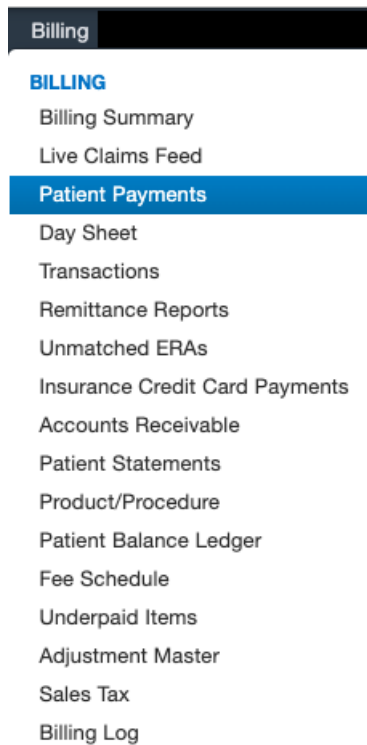 Billing
BILLING
Billing Summary
Live Claims Feed
Patient Payments
Day Sheet
Transactions
Remittance Reports
Unmatched ERAs
Insurance Credit Card Payments
Accounts Receivable
Patient Statements
Product/Procedure
Patient Balance Ledger
Fee Schedule
Underpaid Items
Adjustment Master
Sales Tax
Billing Log